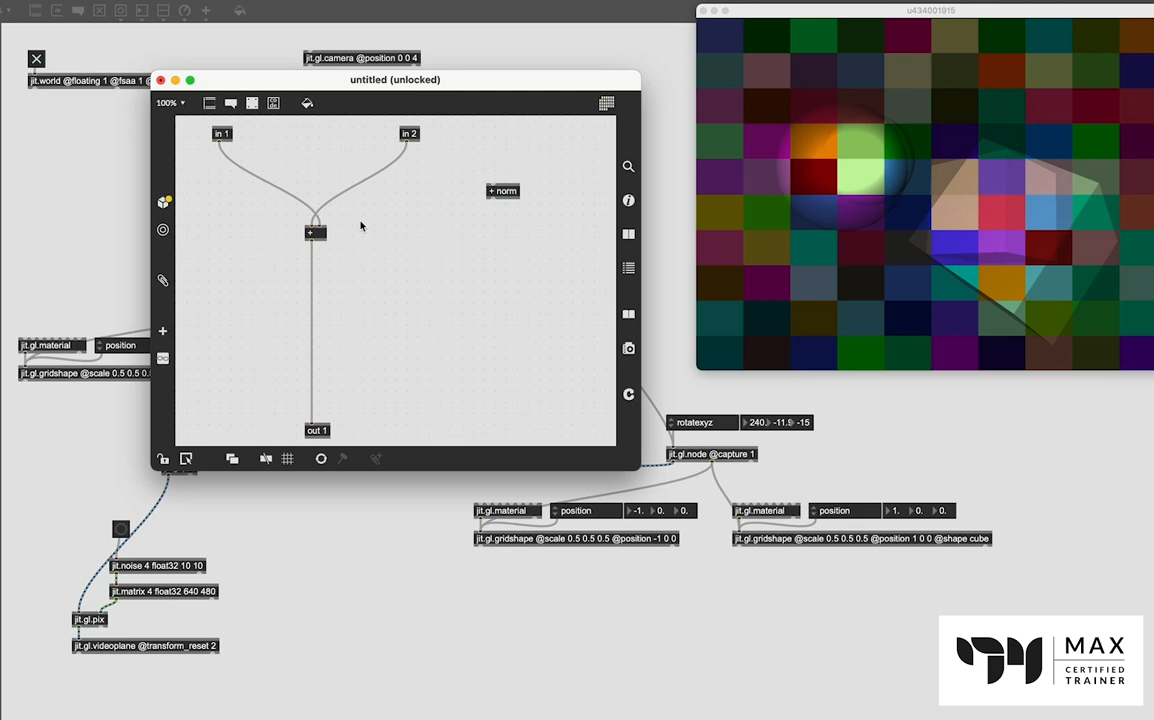 u434001915
jit.gl.camera @position 0 0 4
jit.world @floating 1 @fsaa 1 @
untitled (unlocked)
100%
in 1
in 2
+ norm
+
out 1
jit.gl.material
position
jit.gl.gridshape @scale 0.5 0.5 0.5
rotatexyz
240.
-11.9
-15
jit.gl.node @capture 1
jit.gl.material
position
-1.
0.
0.
jit.gl.material
position
1.
0.
0.
jit.gl.gridshape @scale 0.5 0.5 0.5 @position -1 0 0
jit.gl.gridshape @scale 0.5 0.5 0.5 @position 1 0 0 @shape cube
jit.noise 4 float32 10 10
jit.matrix 4 float32 640 480
jit.gl.pix
jit.gl.videoplane @transform_reset 2
MAX
CERTIFIED
TRAINER